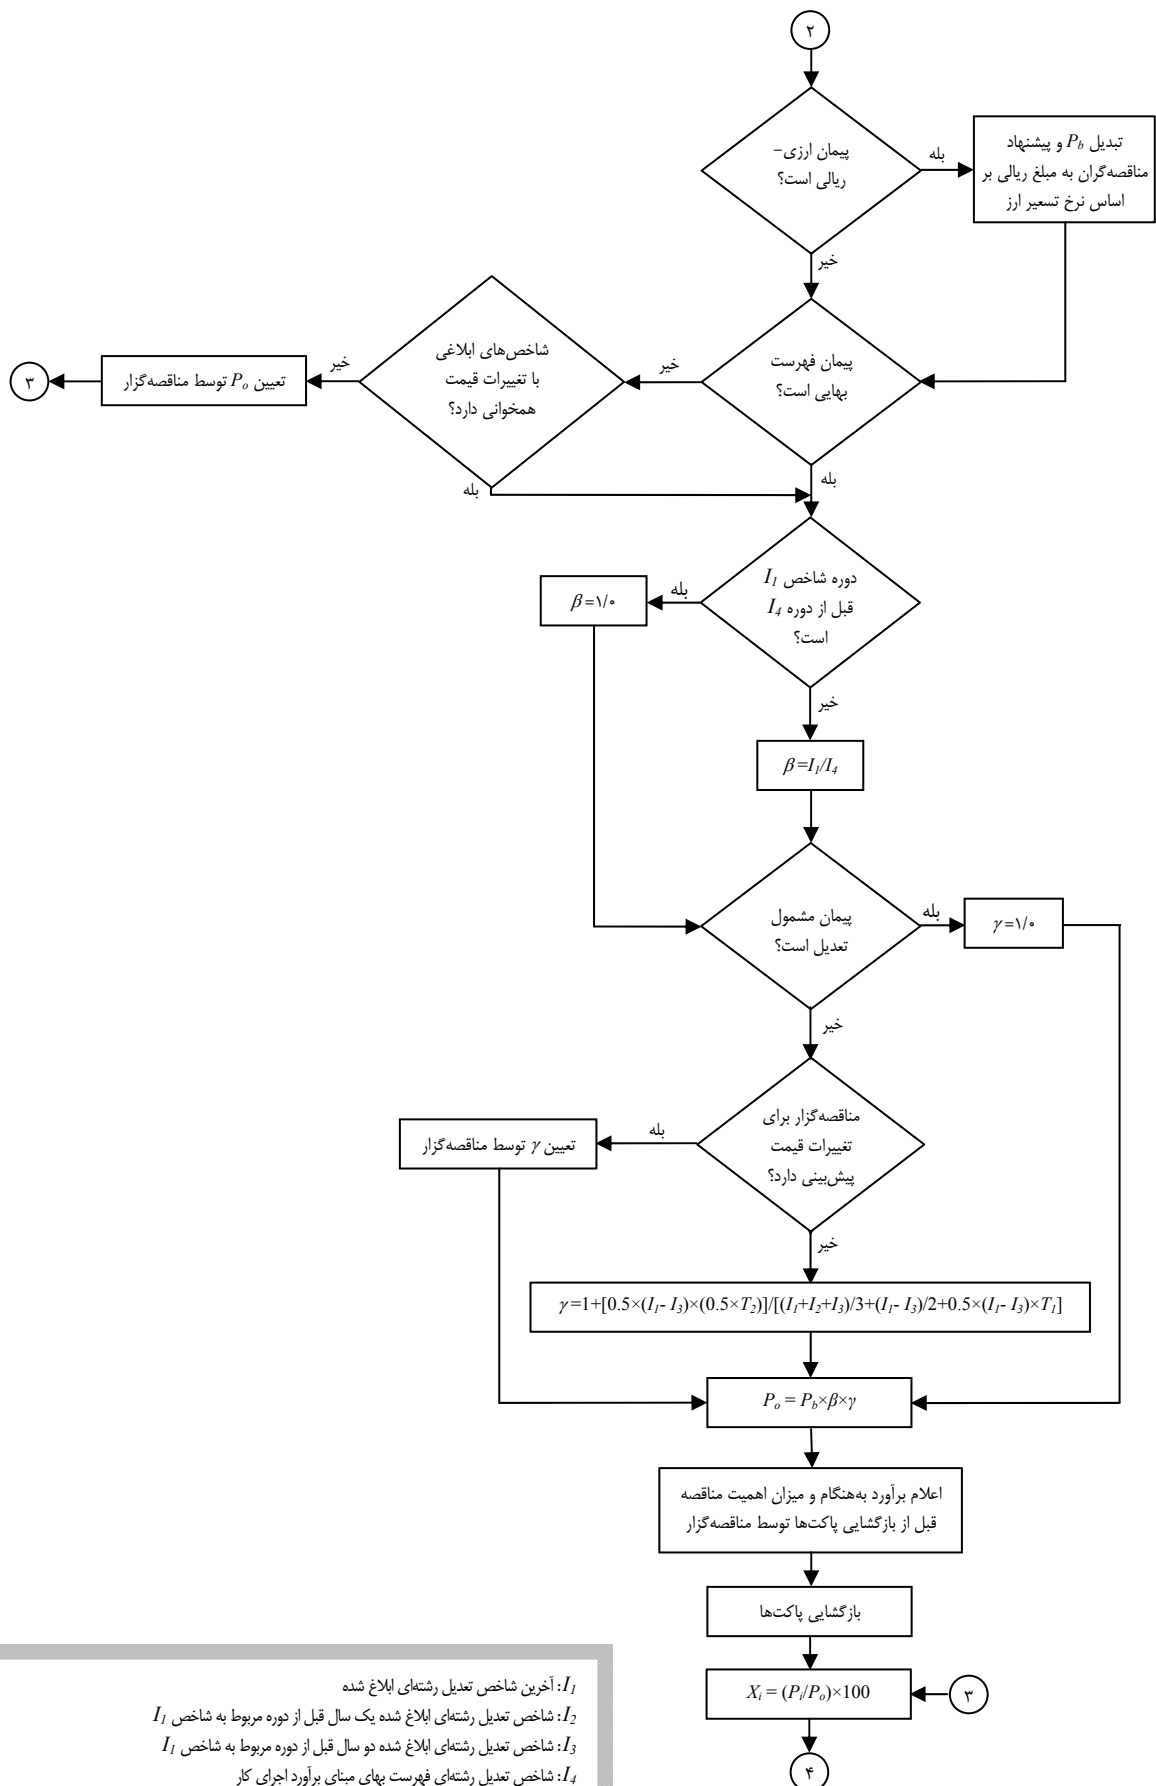 ۲
پیمان ارزی–
ریالی است؟
بله
تبدیل Pb و پیشنهاد
مناقصه‌گران به مبلغ ریالی بر
اساس نرخ تسعیر ارز
خیر
پیمان فهرست
بهایی است؟
خیر
شاخص‌های ابلاغی
با تغییرات قیمت
همخوانی دارد؟
خیر
تعیین Po توسط مناقصه‌گزار
۳
بله
بله
دوره شاخص I1
قبل از دوره I4
است؟
بله
β=۱/۰
خیر
β=I1/I4
پیمان مشمول
تعدیل است؟
بله
γ=۱/۰
خیر
مناقصه‌گزار برای
تغییرات قیمت
پیش‌بینی دارد؟
بله
تعیین γ توسط مناقصه‌گزار
خیر
γ=1+[0.5×(I1- I3)×(0.5×T2)]/[(I1+I2+I3)/3+(I1- I3)/2+0.5×(I1- I3)×T1]
Po = Pb×β×γ
اعلام برآورد به‌هنگام و میزان اهمیت مناقصه
قبل از بازگشایی پاکت‌ها توسط مناقصه‌گزار
بازگشایی پاکت‌ها
Xi = (Pi/Po)×100
۳
۴
I1: آخرین شاخص تعدیل رشته‌ای ابلاغ شده
I2: شاخص تعدیل رشته‌ای ابلاغ شده یک سال قبل از دوره مربوط به شاخص I1
I3: شاخص تعدیل رشته‌ای ابلاغ شده دو سال قبل از دوره مربوط به شاخص I1
I4: شاخص تعدیل رشته‌ای فهرست بهای مبنای برآورد اجرای کار